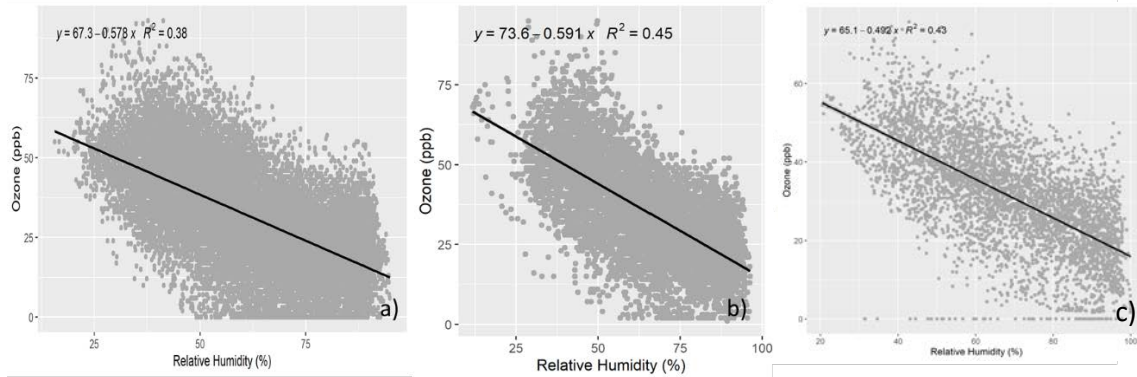 y = 67.3 – 0.578 x R² = 0.38
75
50
25
0
Ozone (ppb)
25
50
75
Relative Humidity (%)
a)
y = 73.6 – 0.591 x R² = 0.45
75
50
25
0
Ozone (ppb)
25
50
75
100
Relative Humidity (%)
b)
y = 65.1 – 0.492 x R² = 0.43
60
40
20
0
Ozone (ppb)
20
40
60
80
100
Relative Humidity (%)
c)